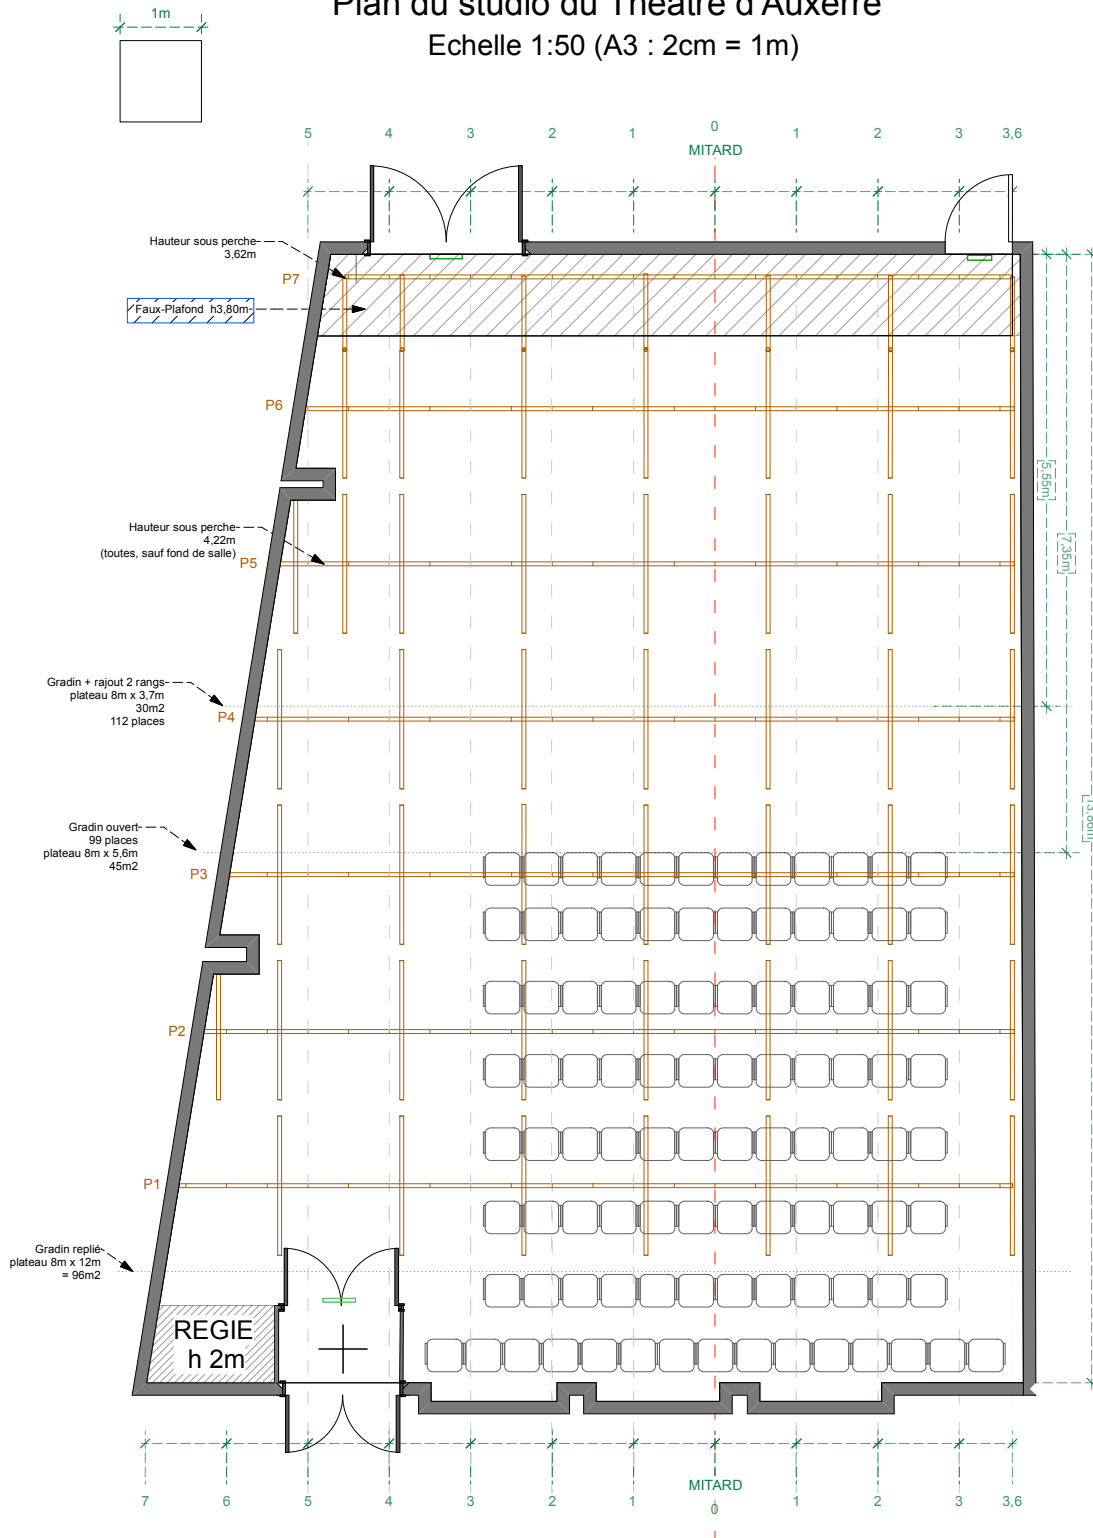 Plan du studio du Théâtre d'Auxerre
Echelle 1:50 (A3 : 2cm = 1m)
1m
5 4 3 2 1 0 1 2 3 3,6
MITARD
Hauteur sous perche
3,62m
P7
Faux-Plafond h3,80m
P6
[5,55m]
Hauteur sous perche
4,22m
(toutes, sauf fond de salle)
P5
[7,35m]
Gradin + rajout 2 rangs
plateau 8m x 3,7m
30m2
112 places
P4
Gradin ouvert
99 places
plateau 8m x 5,6m
45m2
P3
P2
P1
Gradin replié
plateau 8m x 12m
= 96m2
REGIE
h 2m
MITARD
7 6 5 4 3 2 1 0 1 2 3 3,6